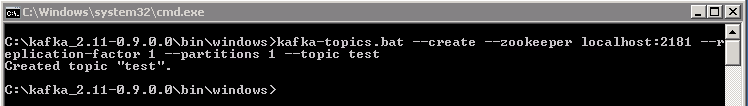 C:\Windows\system32\cmd.exe
C:\kafka_2.11-0.9.0.0\bin\windows>kafka-topics.bat --create --zookeeper localhost:2181 --r
eplication-factor 1 --partitions 1 --topic test
Created topic "test".
C:\kafka_2.11-0.9.0.0\bin\windows>